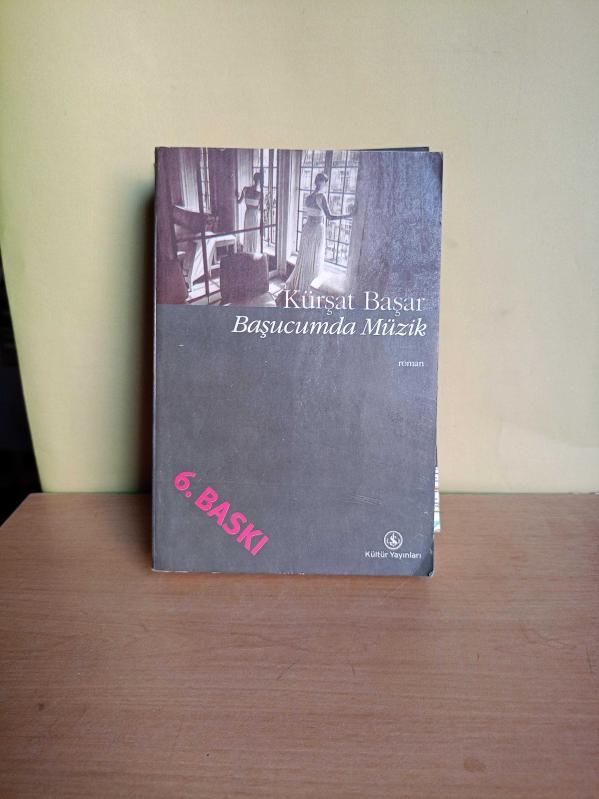 Kürşat Başar
Başucumda Müzik
roman
6. BASKI
Kültür Yayınları